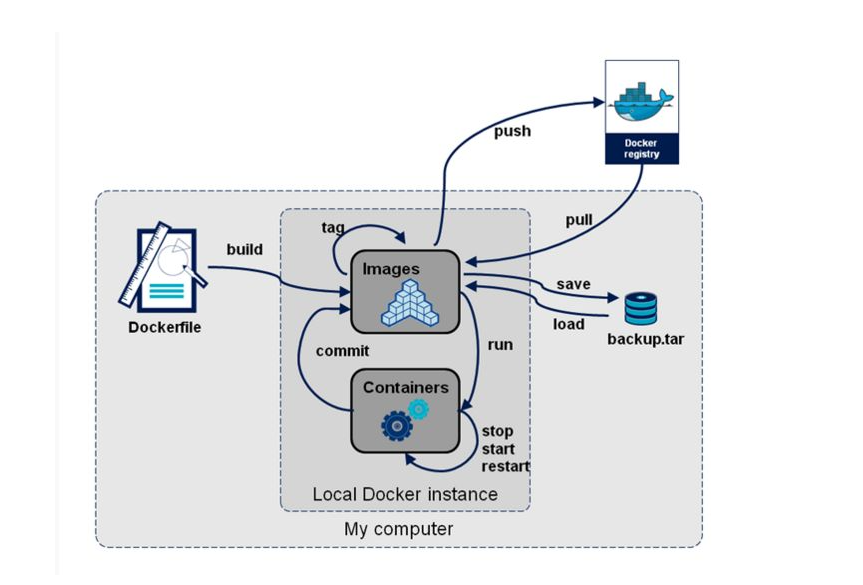 push
Docker
registry
pull
tag
build
Images
save
load
Dockerfile
backup.tar
commit
run
Containers
stop
start
restart
Local Docker instance
My computer